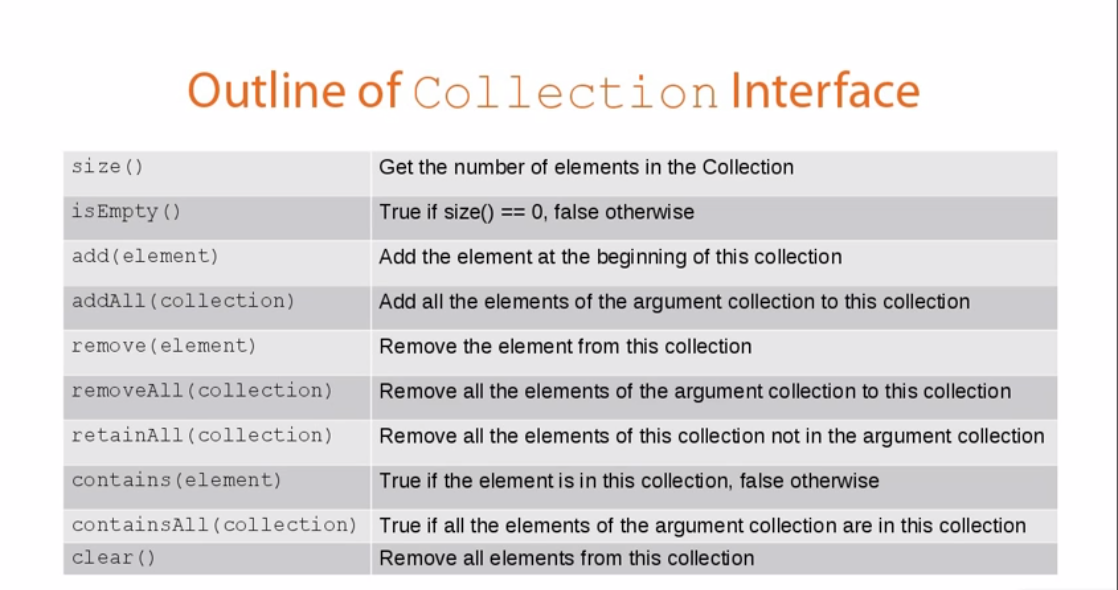 Outline of Collection Interface
size() Get the number of elements in the Collection
isEmpty() True if size() == 0, false otherwise
add(element) Add the element at the beginning of this collection
addAll(collection) Add all the elements of the argument collection to this collection
remove(element) Remove the element from this collection
removeAll(collection) Remove all the elements of the argument collection to this collection
retainAll(collection) Remove all the elements of this collection not in the argument collection
contains(element) True if the element is in this collection, false otherwise
containsAll(collection) True if all the elements of the argument collection are in this collection
clear() Remove all elements from this collection